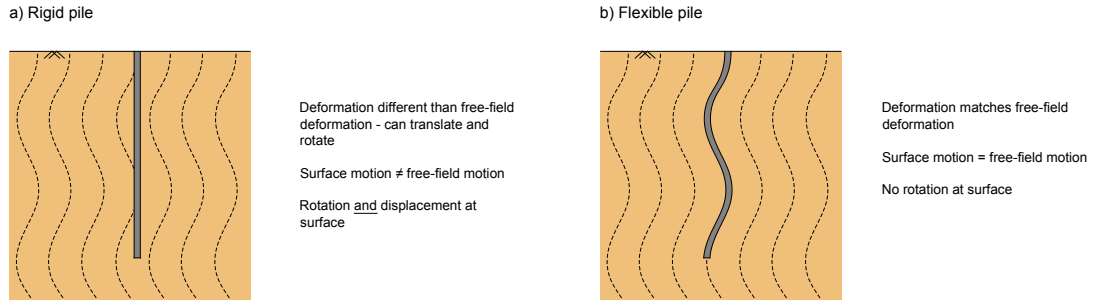 a) Rigid pile
Deformation different than free-field
deformation - can translate and
rotate
Surface motion ≠ free-field motion
Rotation and displacement at
surface
b) Flexible pile
Deformation matches free-field
deformation
Surface motion = free-field motion
No rotation at surface